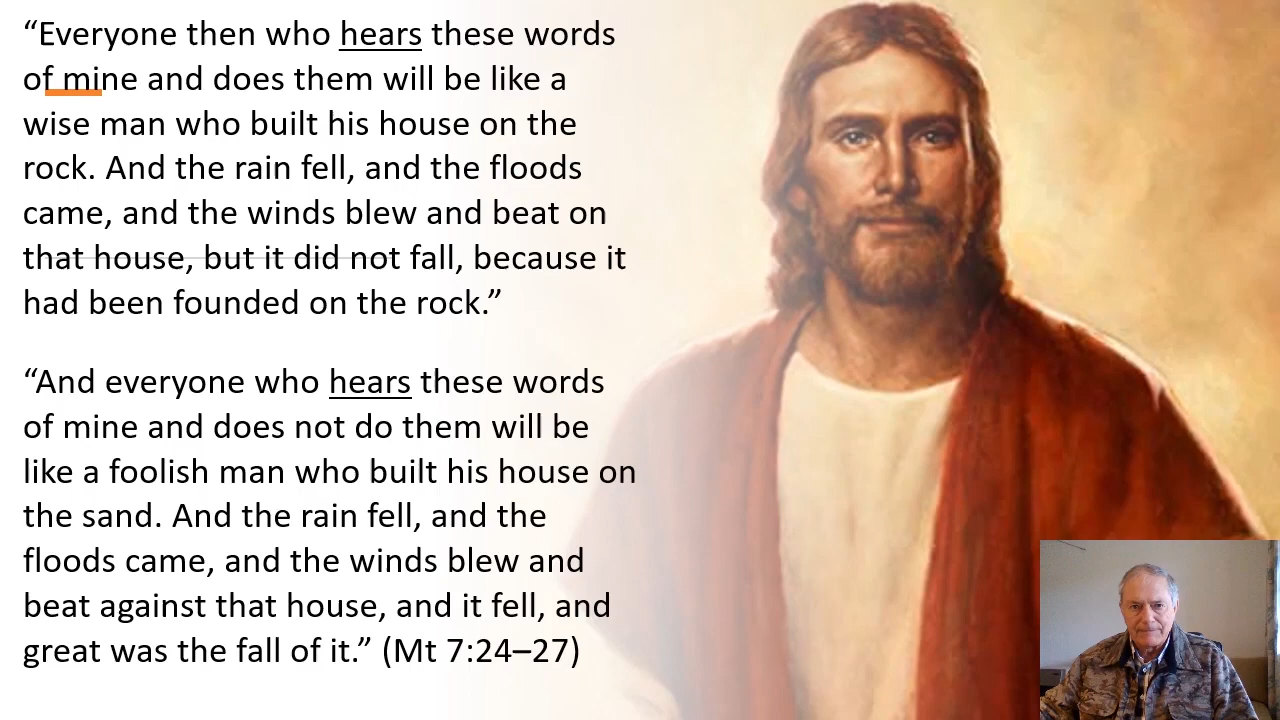 “Everyone then who hears these words
of mine and does them will be like a
wise man who built his house on the
rock. And the rain fell, and the floods
came, and the winds blew and beat on
that house, but it did not fall, because it
had been founded on the rock.”
“And everyone who hears these words
of mine and does not do them will be
like a foolish man who built his house on
the sand. And the rain fell, and the
floods came, and the winds blew and
beat against that house, and it fell, and
great was the fall of it.” (Mt 7:24–27)